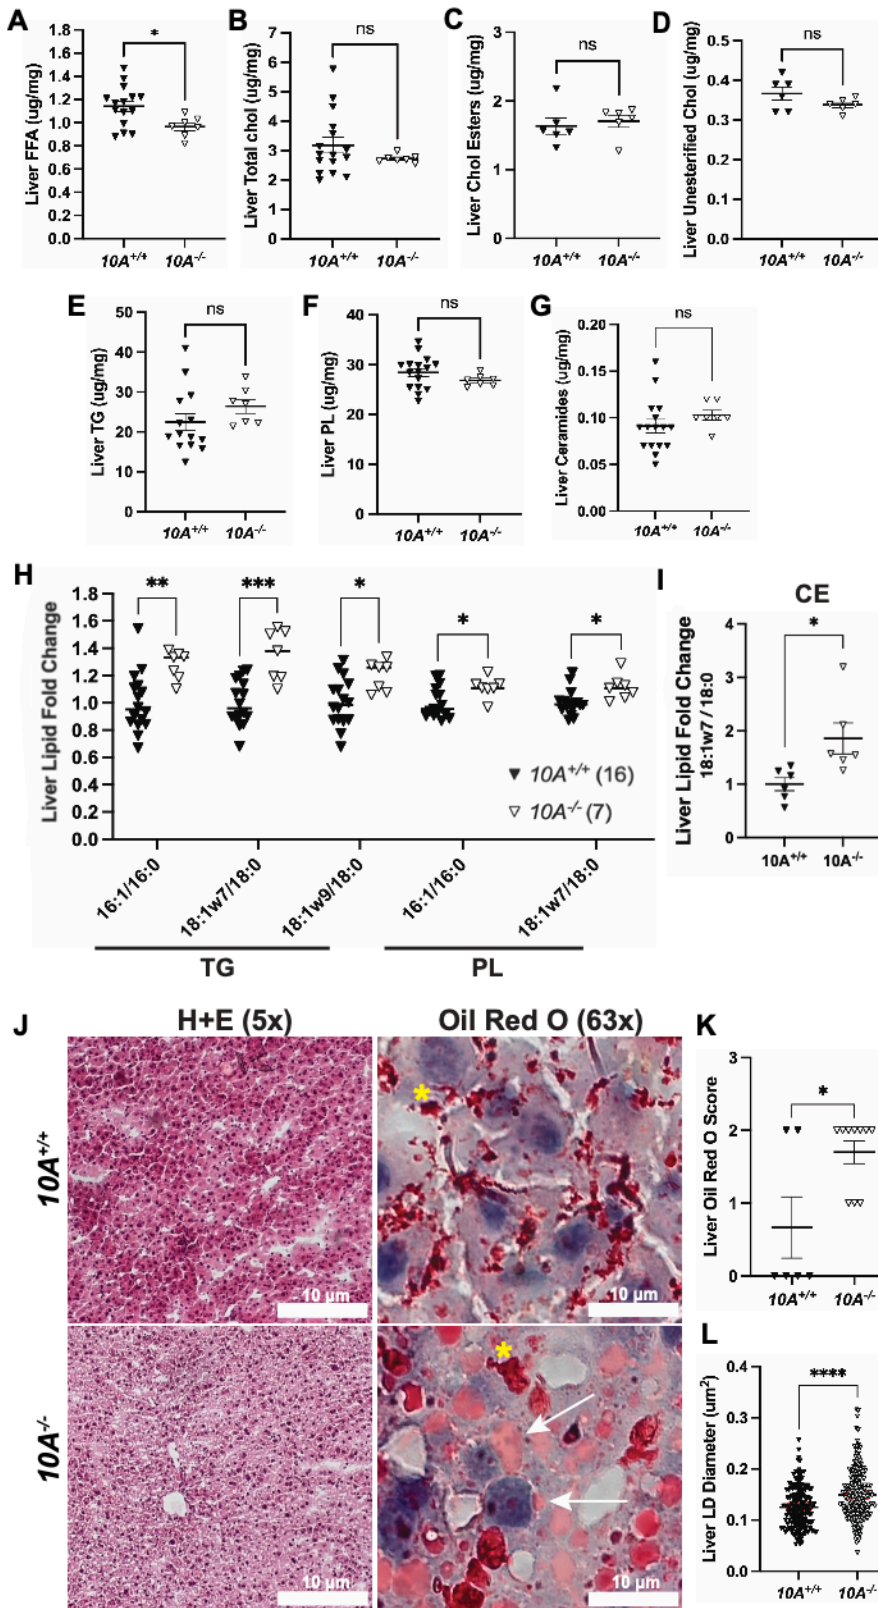 A
Liver FFA (ug/mg)
1.8
1.6
1.4
1.2
1.0
0.8
0.6
0.4
0.2
0.0
*
10A+/+ 10A-/-
B
Liver Total chol (ug/mg)
7
6
5
4
3
2
1
0
ns
10A+/+ 10A-/-
C
Liver Chol Esters (ug/mg)
3
2
1
0
ns
10A+/+ 10A-/-
D
Liver Unesterified Chol (ug/mg)
0.5
0.4
0.3
0.2
0.1
0.0
ns
10A+/+ 10A-/-
E
Liver TG (ug/mg)
50
40
30
20
10
0
ns
10A+/+ 10A-/-
F
Liver PL (ug/mg)
40
30
20
10
0
ns
10A+/+ 10A-/-
G
Liver Ceramides (ug/mg)
0.20
0.15
0.10
0.05
0.00
ns
10A+/+ 10A-/-
H
Liver Lipid Fold Change
1.8
1.6
1.4
1.2
1.0
0.8
0.6
0.4
0.2
0.0
** *** * * *
10A+/+ (16)
10A-/- (7)
16:1/16:0 18:1w7/18:0 18:1w9/18:0 16:1/16:0 18:1w7/18:0
TG PL
I
CE
Liver Lipid Fold Change
18:1w7 / 18:0
4
3
2
1
0
*
10A+/+ 10A-/-
J
H+E (5x) Oil Red O (63x)
10A+/+
*
10 µm 10 µm
10A-/-
*
10 µm 10 µm
K
Liver Oil Red O Score
3
2
1
0
*
10A+/+ 10A-/-
L
Liver LD Diameter (um²)
0.4
0.3
0.2
0.1
0
****
10A+/+ 10A-/-